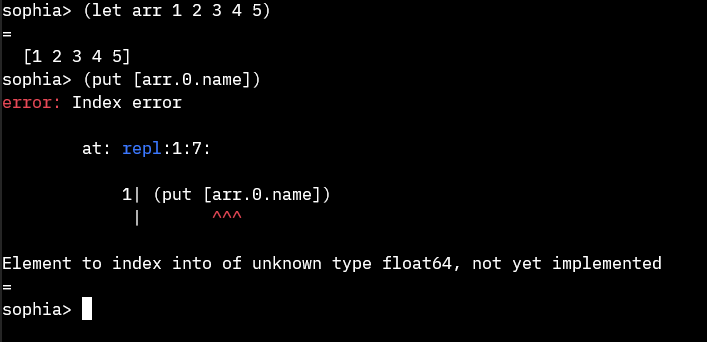 sophia> (let arr 1 2 3 4 5)
=
  [1 2 3 4 5]
sophia> (put [arr.0.name])
error: Index error
        at: repl:1:7:
            1| (put [arr.0.name])
             |       ^^^
Element to index into of unknown type float64, not yet implemented
=
sophia>